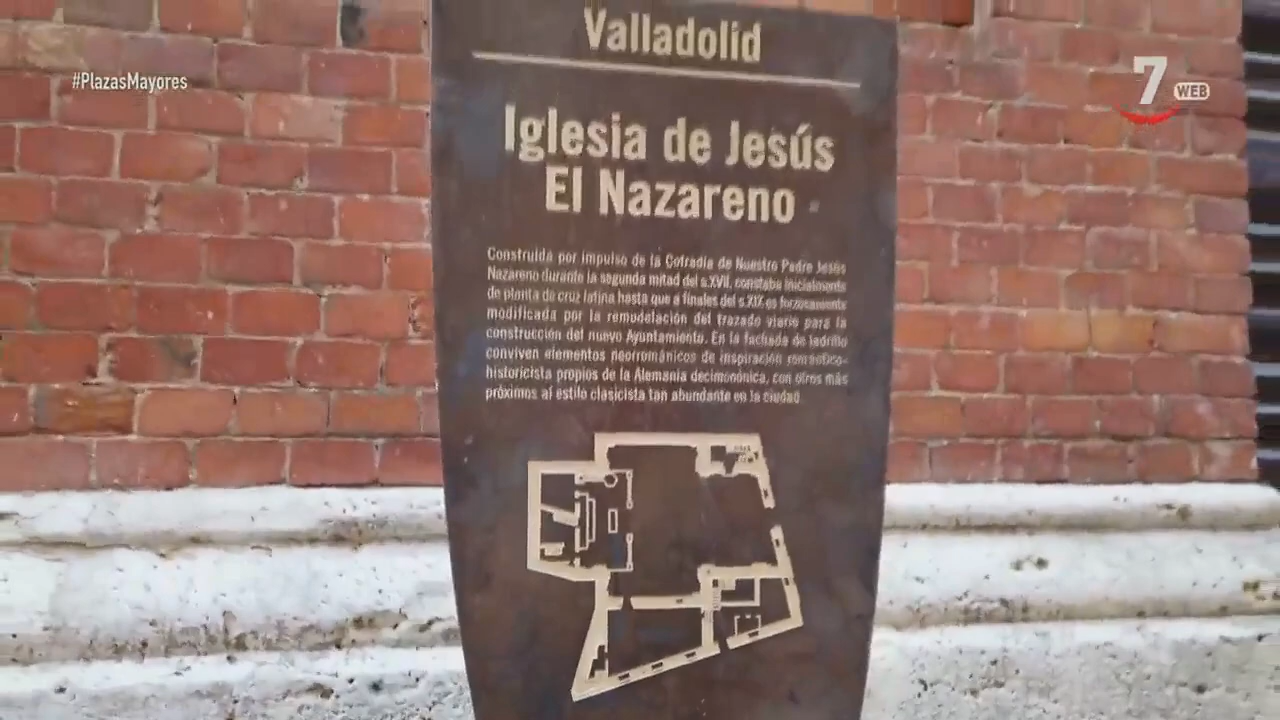 Valladolid
#PlazasMayores
7 WEB
Iglesia de Jesús
El Nazareno
Construida por impulso de la Cofradía de Nuestro Padre Jesús
Nazareno durante la segunda mitad del s.XVII, constaba inicialmente
de planta de cruz latina hasta que a finales del s.XIX es forzosamente
modificada por la remodelación del trazado viario para la
construcción del nuevo Ayuntamiento. En la fachada de ladrillo
conviven elementos neorrománicos de inspiración romántico-
historicista propios de la Alemania decimonónica, con otros más
próximos al estilo clasicista tan abundante en la ciudad